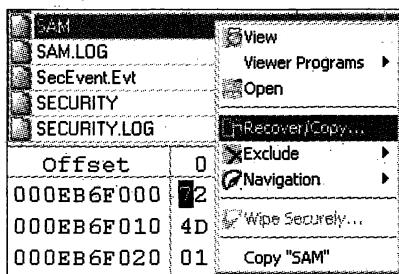 SAM
SAM.LOG
SecEvent.Evt
SECURITY
SECURITY.LOG
View
Viewer Programs
Open
Recover/Copy...
Exclude
Navigation
Wipe Securely...
Copy "SAM"
Offset 0
000EB6F000 72
000EB6F010 4D
000EB6F020 01